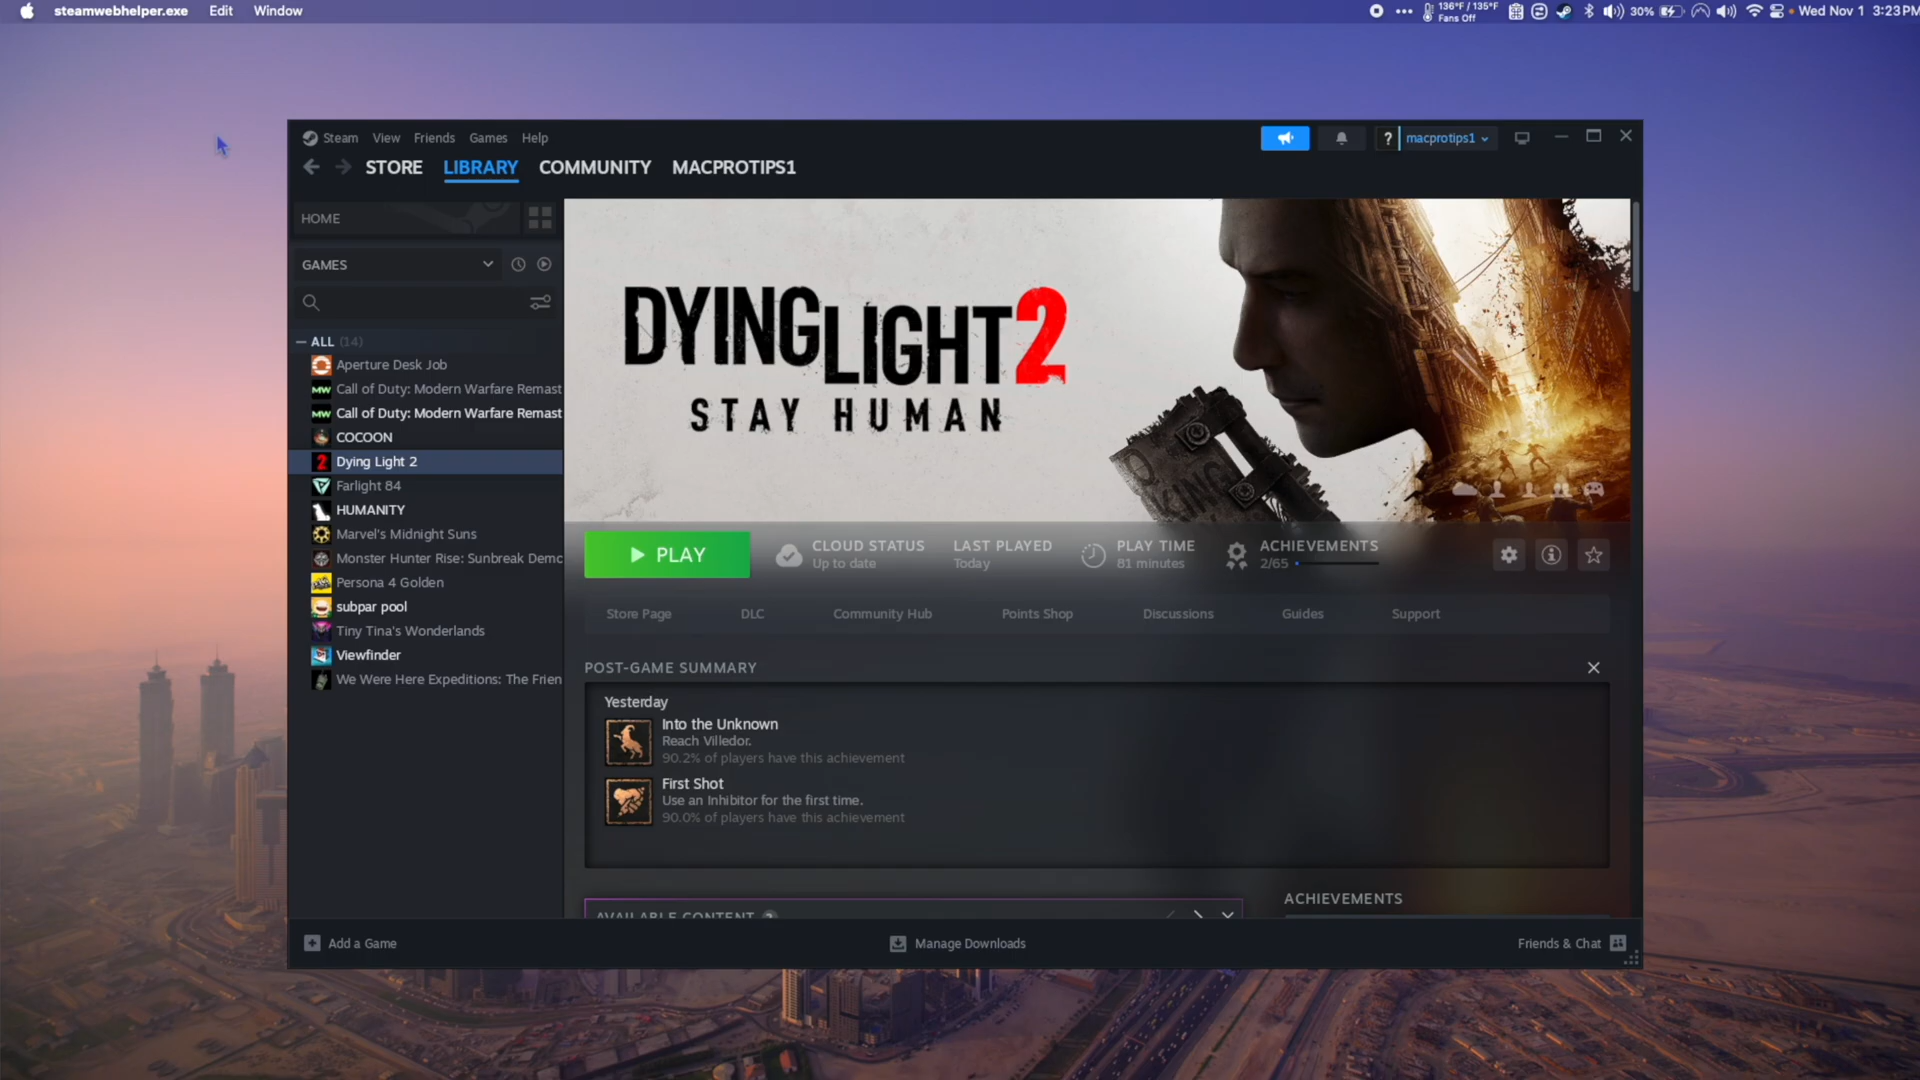 steamwebhelper.exe Edit Window
136°F / 135°F
Fans Off
30%
Wed Nov 1 3:23PM
Steam View Friends Games Help
? macprotips1
STORE LIBRARY COMMUNITY MACPROTIPS1
HOME
GAMES
ALL (14)
Aperture Desk Job
MW Call of Duty: Modern Warfare Remast
MW Call of Duty: Modern Warfare Remast
COCOON
2 Dying Light 2
Farlight 84
HUMANITY
Marvel's Midnight Suns
Monster Hunter Rise: Sunbreak Demo
Persona 4 Golden
subpar pool
Tiny Tina's Wonderlands
Viewfinder
We Were Here Expeditions: The Frien
DYING LIGHT 2
STAY HUMAN
PLAY
CLOUD STATUS
Up to date
LAST PLAYED
Today
PLAY TIME
81 minutes
ACHIEVEMENTS
2/65
Store Page DLC Community Hub Points Shop Discussions Guides Support
POST-GAME SUMMARY
Yesterday
Into the Unknown
Reach Villedor.
90.2% of players have this achievement
First Shot
Use an Inhibitor for the first time.
90.0% of players have this achievement
AVAILABLE CONTENT
ACHIEVEMENTS
Add a Game
Manage Downloads
Friends & Chat